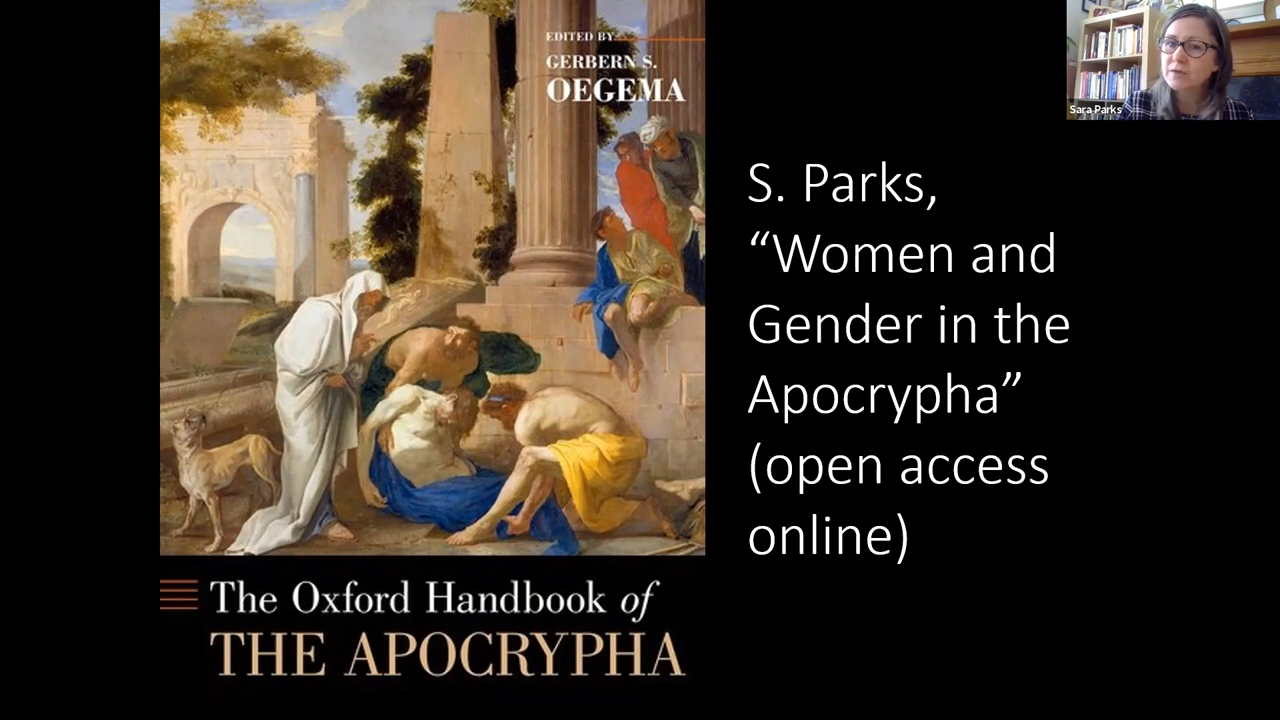 EDITED BY
GERBERN S.
OEGEMA
The Oxford Handbook of
THE APOCRYPHA
S. Parks,
“Women and
Gender in the
Apocrypha”
(open access
online)
Sara Parks